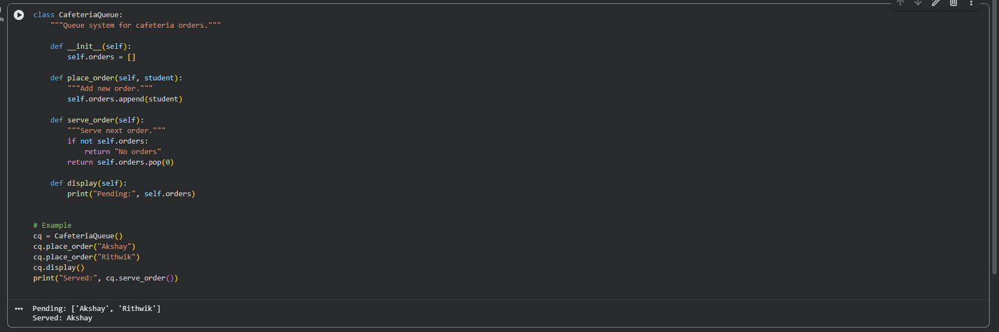 class CafeteriaQueue:
    """Queue system for cafeteria orders."""
    def __init__(self):
        self.orders = []
    def place_order(self, student):
        """Add new order."""
        self.orders.append(student)
    def serve_order(self):
        """Serve next order."""
        if not self.orders:
            return "No orders"
        return self.orders.pop(0)
    def display(self):
        print("Pending:", self.orders)
# Example
cq = CafeteriaQueue()
cq.place_order("Akshay")
cq.place_order("Rithwik")
cq.display()
print("Served:", cq.serve_order())
Pending: ['Akshay', 'Rithwik']
Served: Akshay